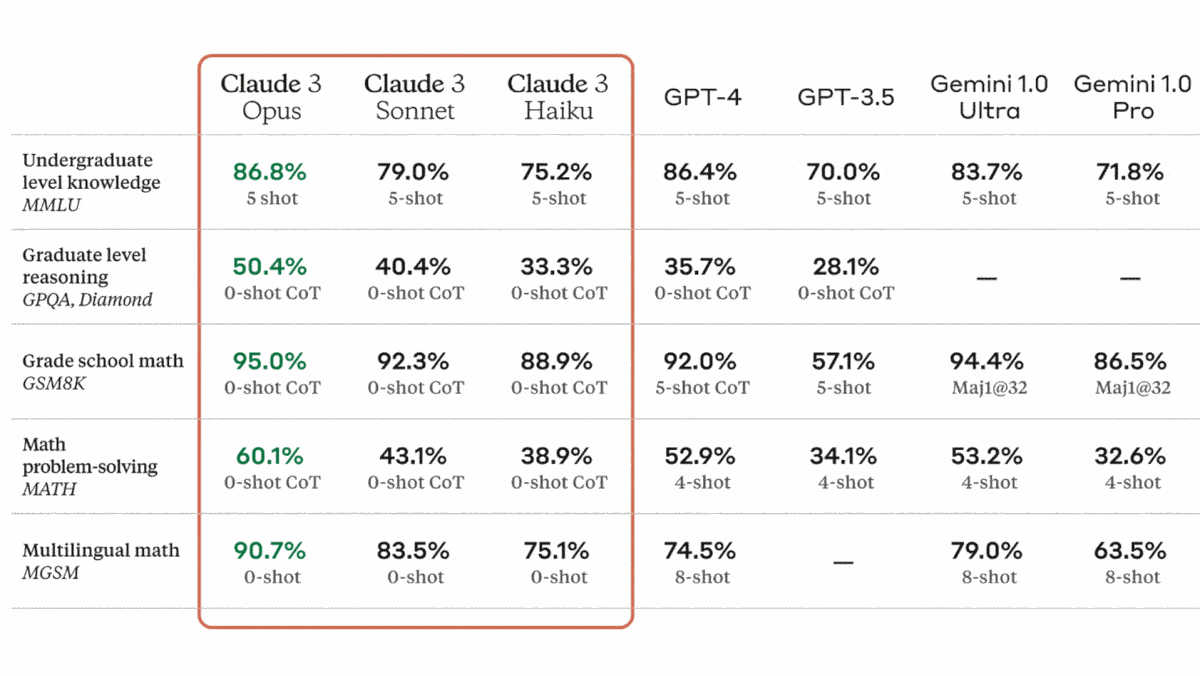 Claude 3 Claude 3 Claude 3 GPT-4 GPT-3.5 Gemini 1.0 Gemini 1.0
Opus Sonnet Haiku Ultra Pro
Undergraduate
level knowledge
MMLU
86.8% 79.0% 75.2% 86.4% 70.0% 83.7% 71.8%
5 shot 5-shot 5-shot 5-shot 5-shot 5-shot 5-shot
Graduate level
reasoning
GPQA, Diamond
50.4% 40.4% 33.3% 35.7% 28.1% — —
0-shot CoT 0-shot CoT 0-shot CoT 0-shot CoT 0-shot CoT
Grade school math
GSM8K
95.0% 92.3% 88.9% 92.0% 57.1% 94.4% 86.5%
0-shot CoT 0-shot CoT 0-shot CoT 5-shot CoT 5-shot Maj1@32 Maj1@32
Math
problem-solving
MATH
60.1% 43.1% 38.9% 52.9% 34.1% 53.2% 32.6%
0-shot CoT 0-shot CoT 0-shot CoT 4-shot 4-shot 4-shot 4-shot
Multilingual math
MGSM
90.7% 83.5% 75.1% 74.5% — 79.0% 63.5%
0-shot 0-shot 0-shot 8-shot 8-shot 8-shot